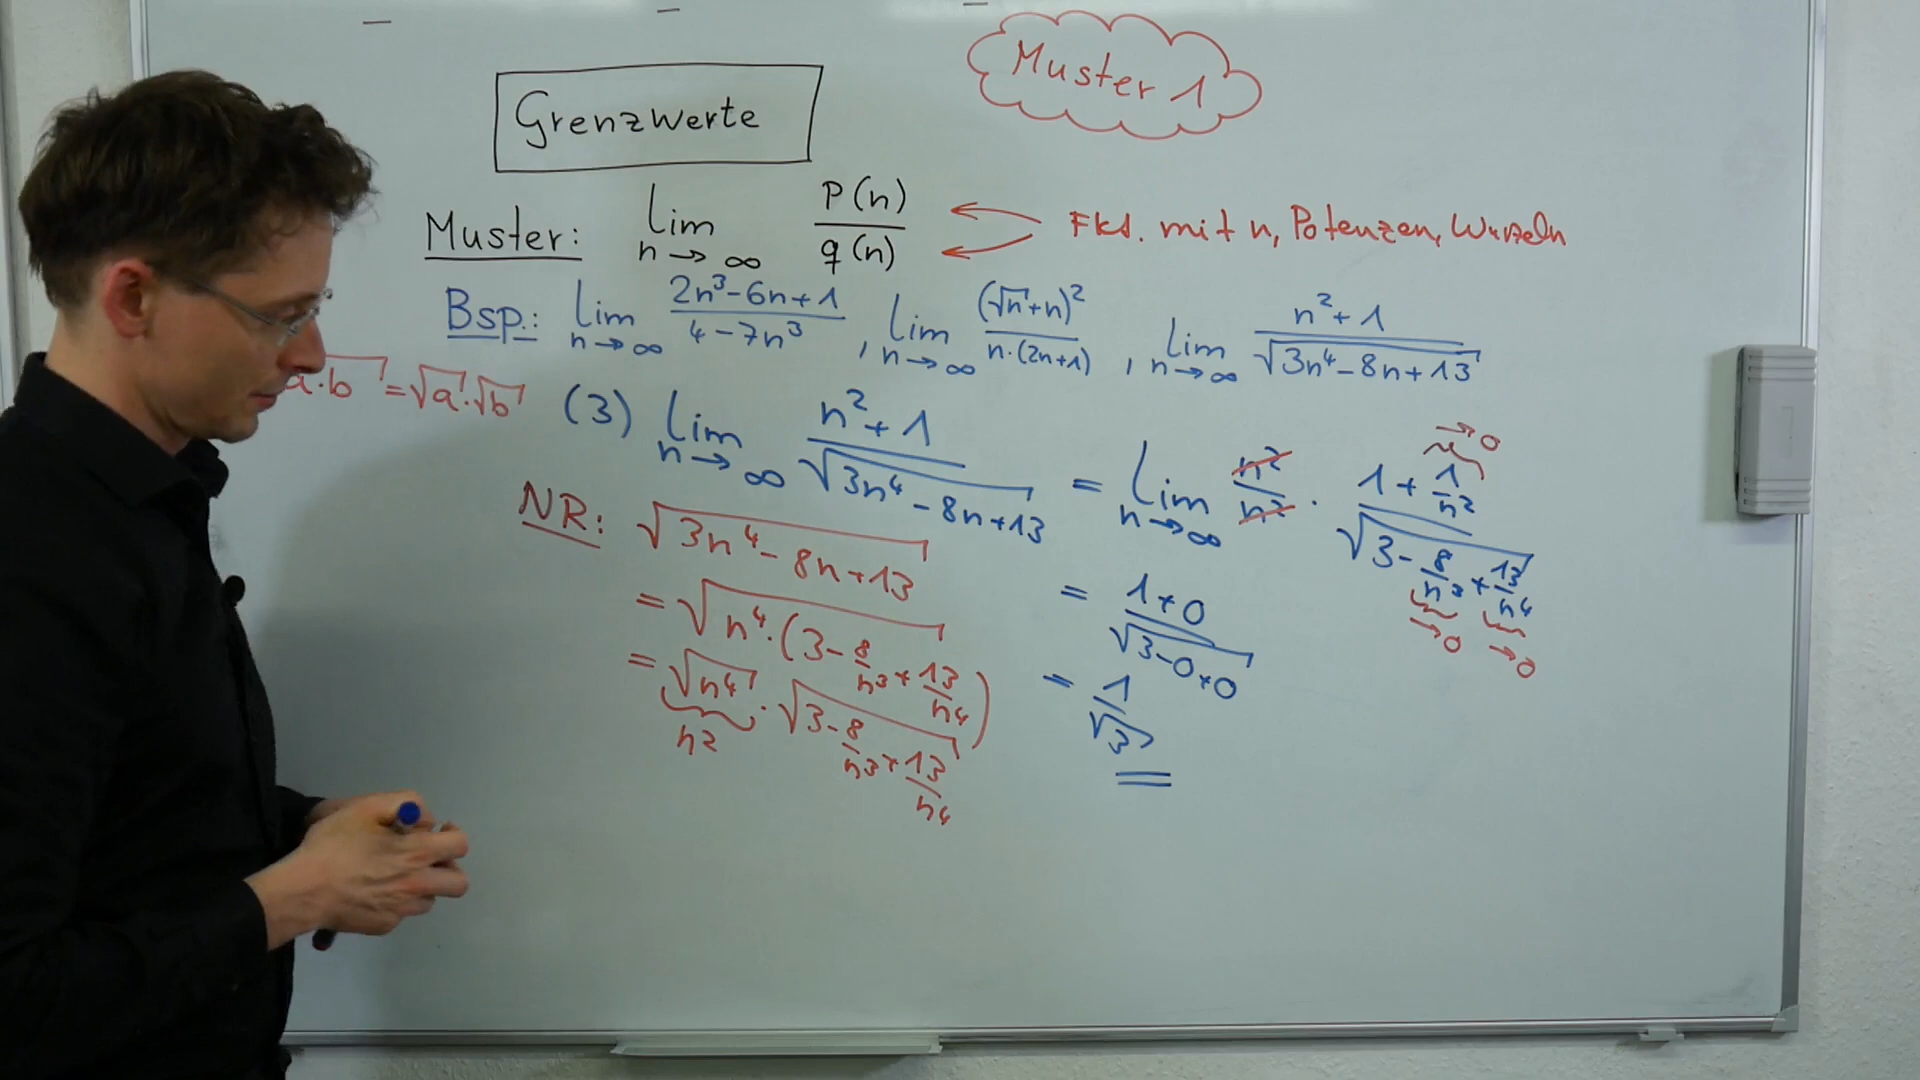 Muster 1
Grenzwerte
Muster: lim n→∞ p(n)/q(n) Fkt. mit n, Potenzen, Wurzeln
Bsp.: lim n→∞ (2n³-6n+1)/(4-7n³), lim n→∞ (√n+n)²/(n·(2n+1)), lim n→∞ (n²+1)/√(3n⁴-8n+13)
a·b = √a·√b
(3) lim n→∞ (n²+1)/√(3n⁴-8n+13) = lim n→∞ n²/n² · (1+1/n²)/√(3-8/n³+13/n⁴)
→0
→0 →0
= (1+0)/√(3-0+0)
= 1/√3
NR: √(3n⁴-8n+13)
= √(n⁴·(3-8/n³+13/n⁴))
= √n⁴ · √(3-8/n³+13/n⁴)
n²